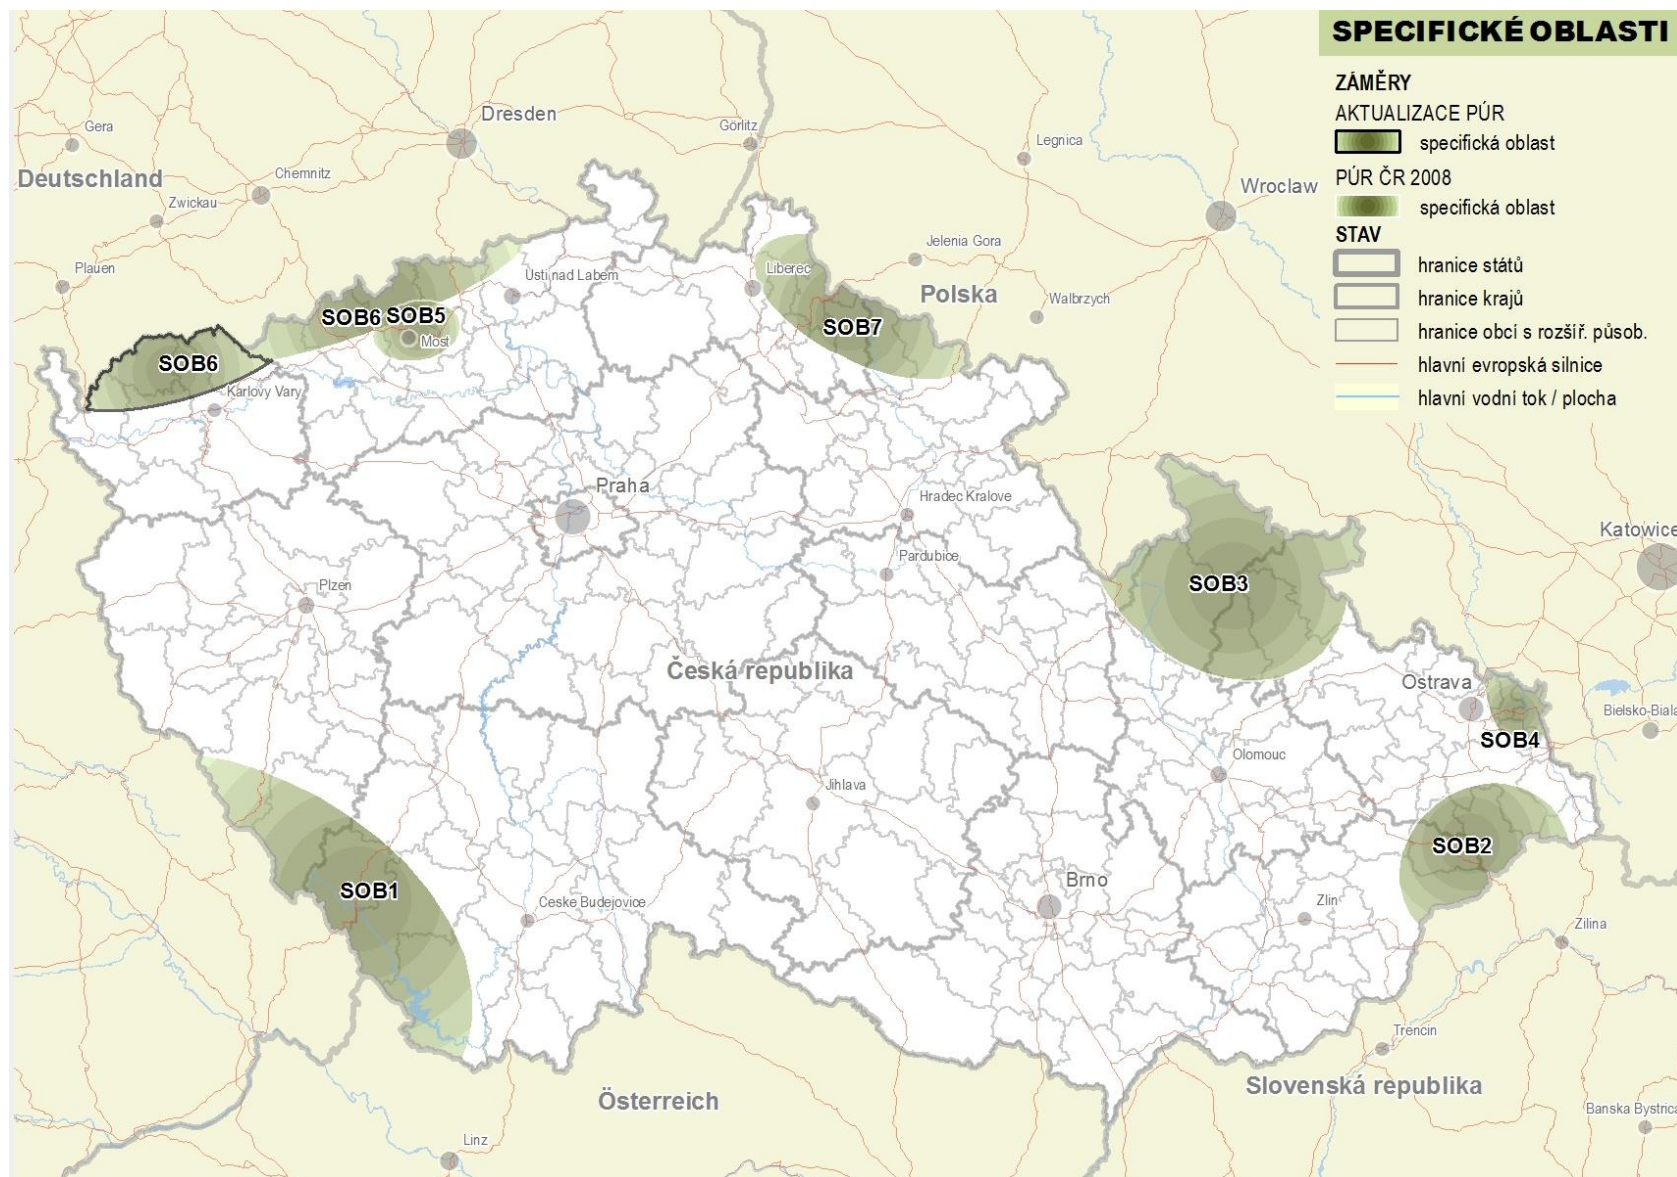 SPECIFICKÉ OBLASTI
ZÁMĚRY
AKTUALIZACE PÚR
specifická oblast
PÚR ČR 2008
specifická oblast
STAV
hranice států
hranice krajů
hranice obcí s rozšíř. působ.
hlavní evropská silnice
hlavní vodní tok / plocha
Dresden
Görlitz
Gera
Legnica
Deutschland
Chemnitz
Wroclaw
Zwickau
Jelenia Gora
Plauen
Liberec
Usti nad Labem
Polska
Walbrzych
SOB6
SOB5
SOB7
Most
SOB6
Karlovy Vary
Praha
Hradec Kralove
Katowice
Pardubice
Plzen
SOB3
Česká republika
Ostrava
Bielsko-Biala
SOB4
Olomouc
Jihlava
SOB2
SOB1
Brno
Ceske Budejovice
Zlin
Zilina
Trencin
Slovenská republika
Österreich
Banska Bystrica
Linz